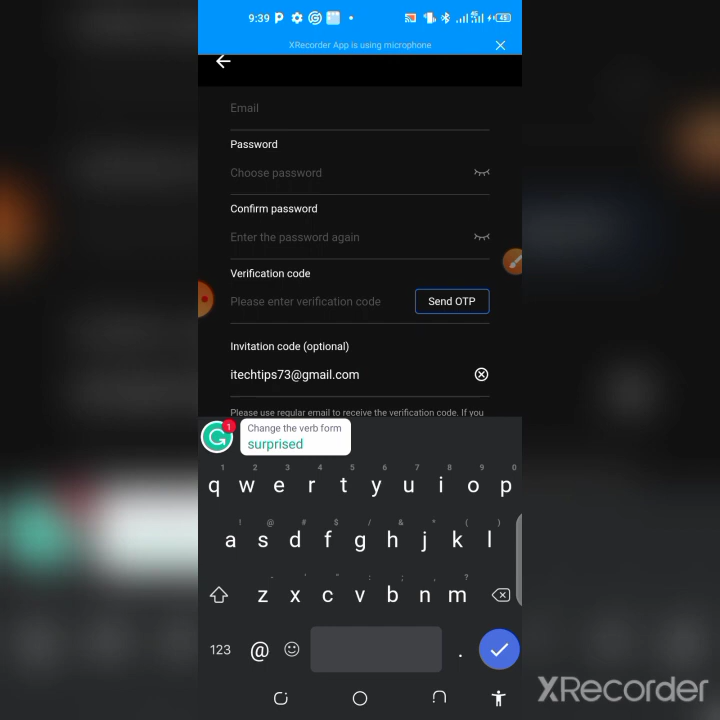 9:39
45
XRecorder App is using microphone
Email
Password
Choose password
Confirm password
Enter the password again
Verification code
Please enter verification code
Send OTP
Invitation code (optional)
itechtips73@gmail.com
Please use regular email to receive the verification code. If you
1
Change the verb form
surprised
1 2 3 4 5 6 7 8 9 0
q w e r t y u i o p
! @ # $ / & * ( )
a s d f g h j k l
- ' " : ; , ?
z x c v b n m
123 @ .
XRecorder